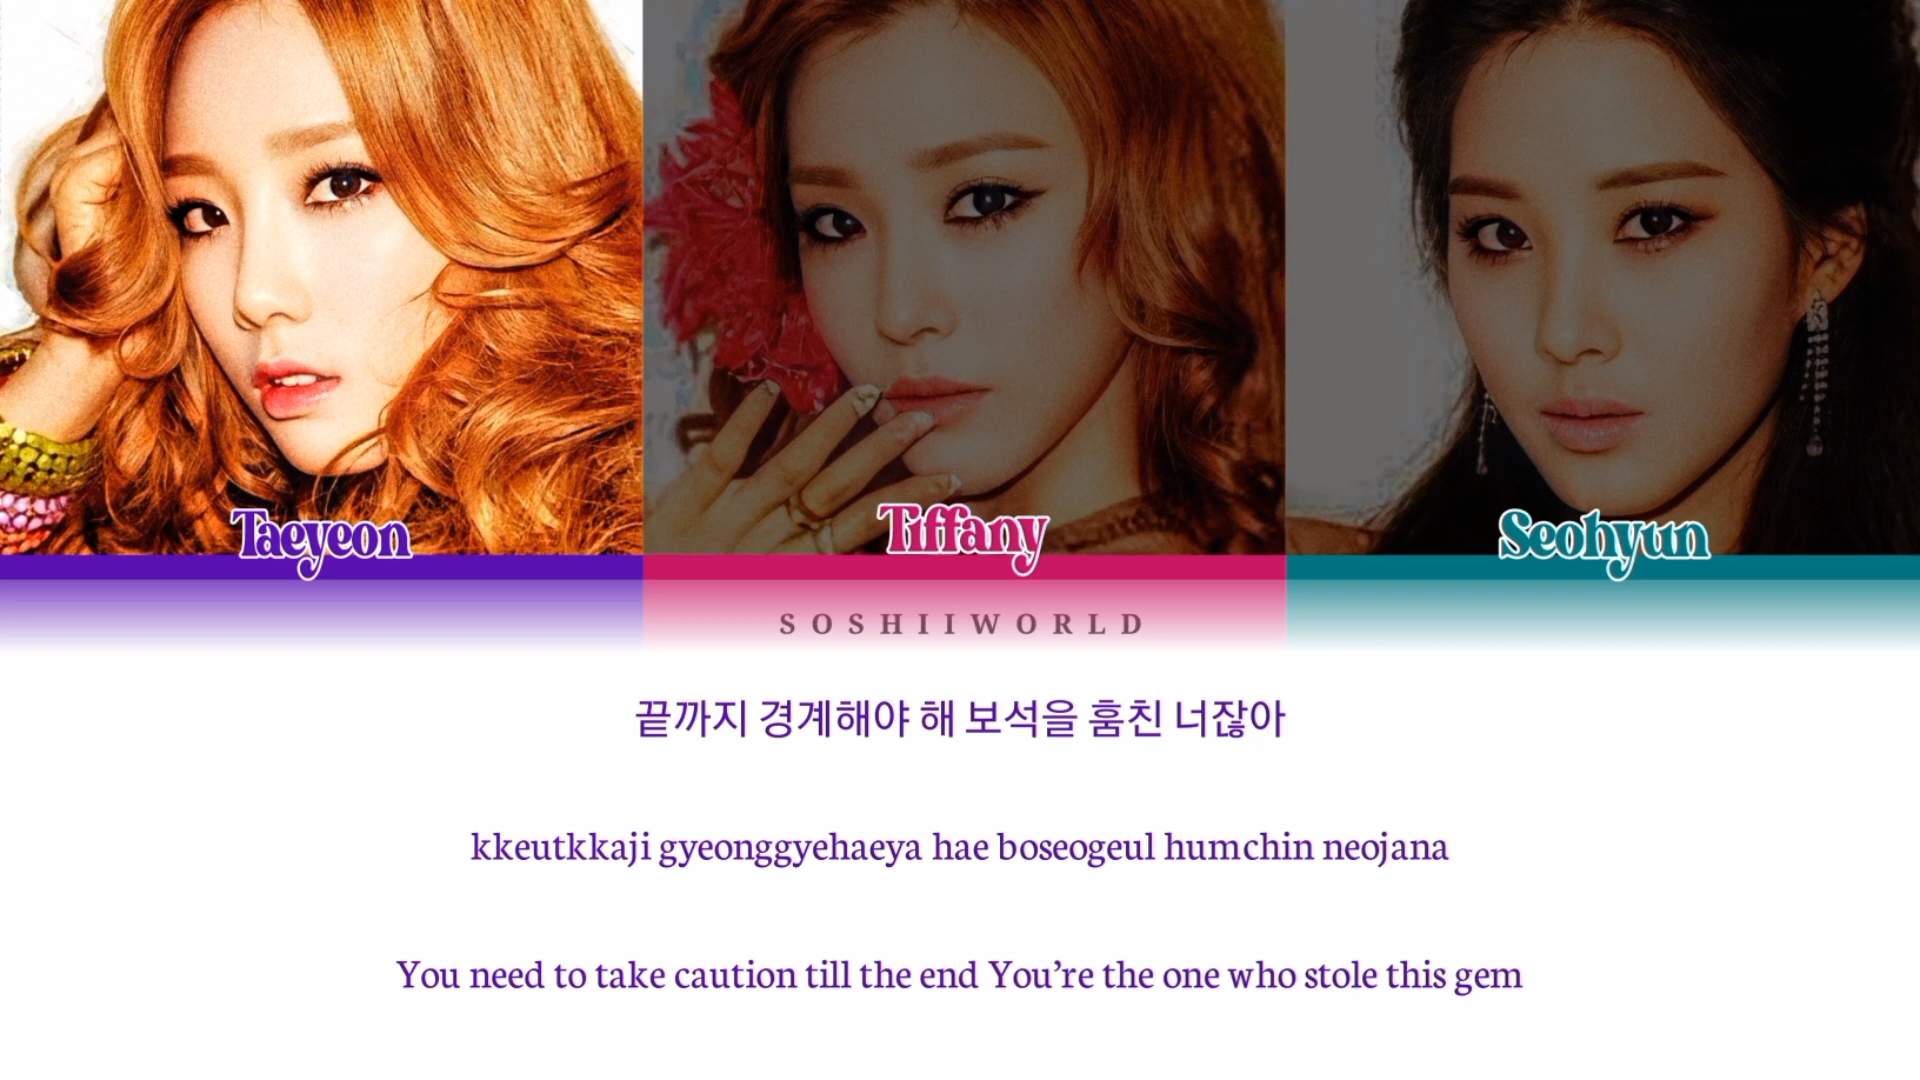 Taeyeon
Tiffany
Seohyun
SOSHIIWORLD
끝까지 경계해야 해 보석을 훔친 너잖아
kkeutkkaji gyeonggyehaeya hae boseogeul humchin neojana
You need to take caution till the end You’re the one who stole this gem